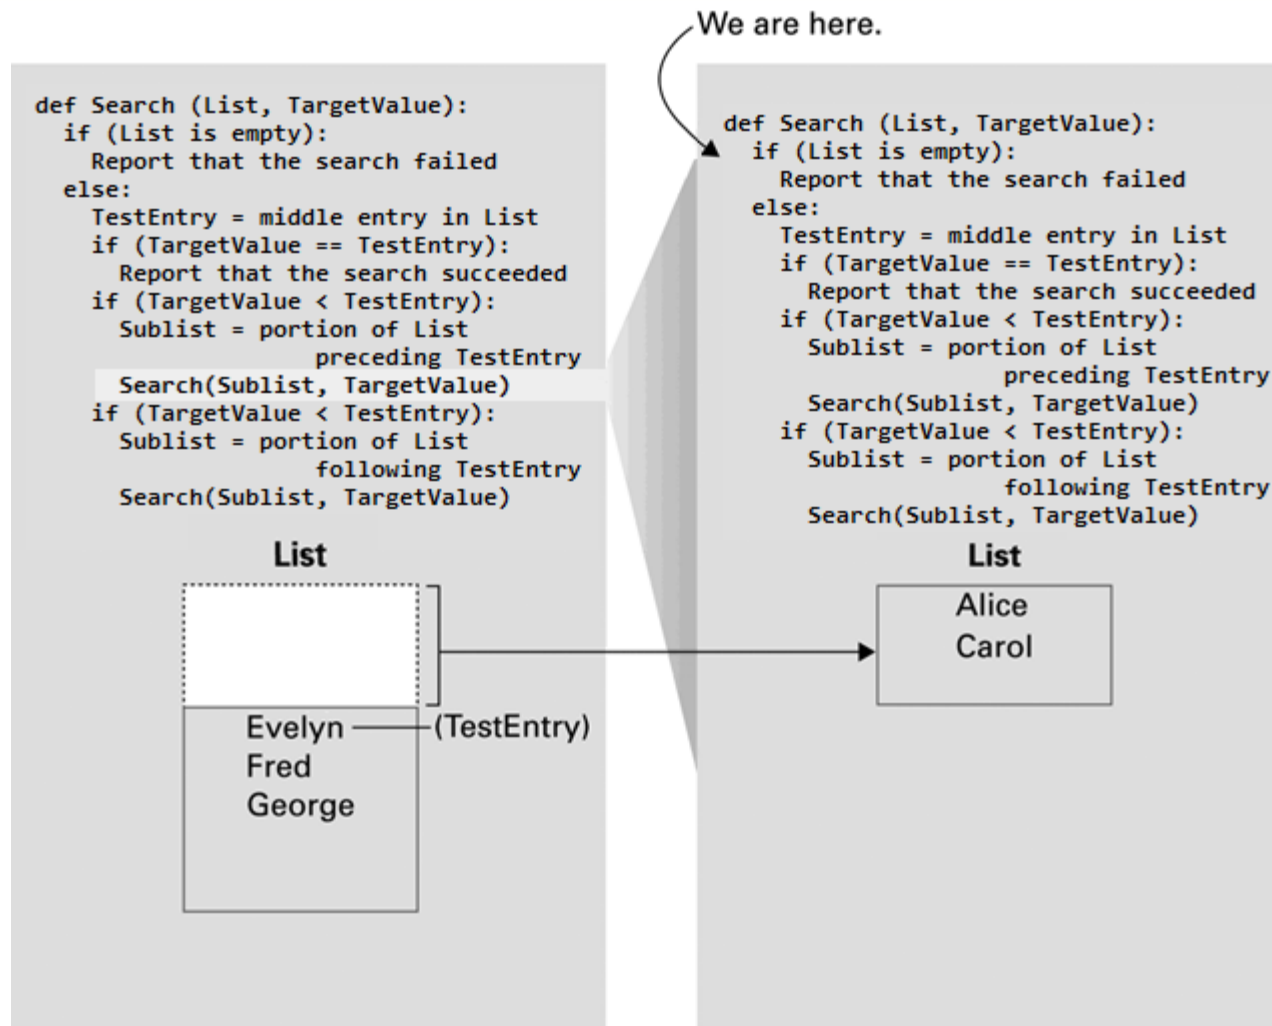 We are here.
def Search (List, TargetValue):
if (List is empty):
Report that the search failed
else:
TestEntry = middle entry in List
if (TargetValue == TestEntry):
Report that the search succeeded
if (TargetValue < TestEntry):
Sublist = portion of List
preceding TestEntry
Search(Sublist, TargetValue)
if (TargetValue < TestEntry):
Sublist = portion of List
following TestEntry
Search(Sublist, TargetValue)
List
Evelyn (TestEntry)
Fred
George
def Search (List, TargetValue):
if (List is empty):
Report that the search failed
else:
TestEntry = middle entry in List
if (TargetValue == TestEntry):
Report that the search succeeded
if (TargetValue < TestEntry):
Sublist = portion of List
preceding TestEntry
Search(Sublist, TargetValue)
if (TargetValue < TestEntry):
Sublist = portion of List
following TestEntry
Search(Sublist, TargetValue)
List
Alice
Carol